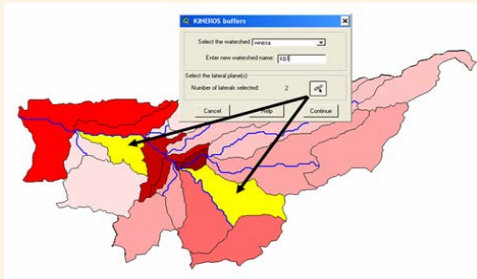 KINEROS buffers
Select the watershed wnesa
Enter new watershed name:
Select the lateral plane(s)
Number of laterals selected: 2
Cancel Help Continue